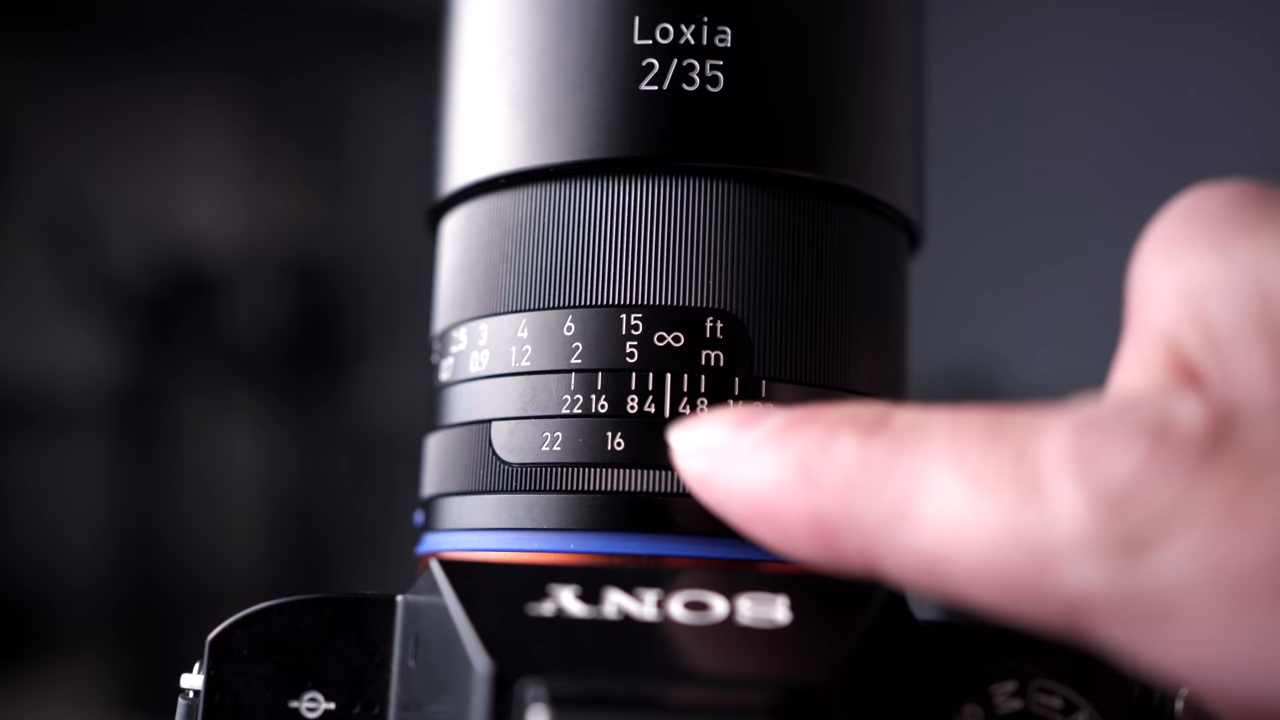 Loxia
2/35
2.5 3 4 6 15 ∞ ft
0.9 1.2 2 5 m
22 16 8 4 4 8
22 · 16
SONY
M